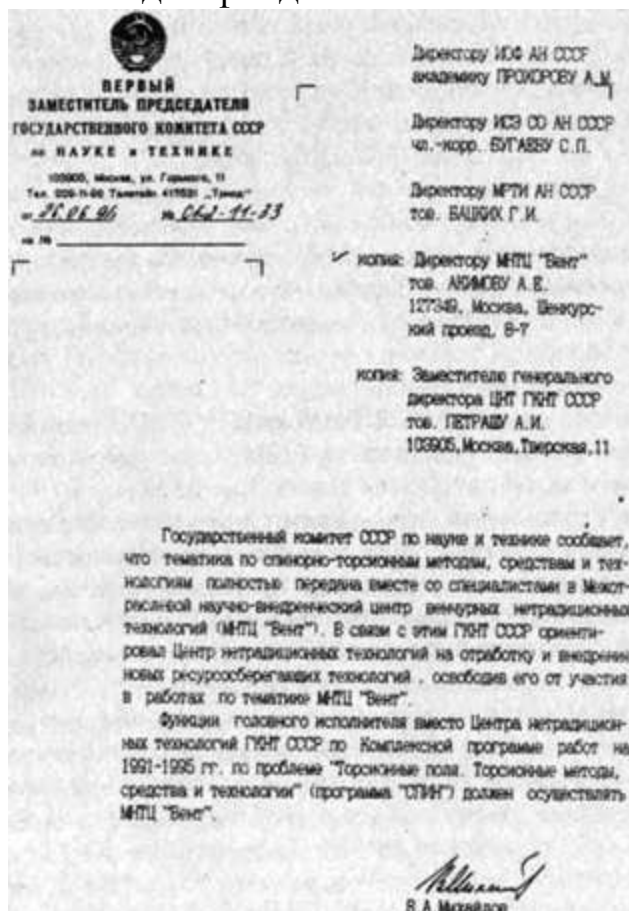 ПЕРВЫЙ
ЗАМЕСТИТЕЛЬ ПРЕДСЕДАТЕЛЯ
ГОСУДАРСТВЕННОГО КОМИТЕТА СССР
по НАУКЕ и ТЕХНИКЕ
103905, Москва, ул. Горького, 11
от 26.06.91 №
на №
Директору ИОФ АН СССР
академику ПРОХОРОВУ А.М.
Директору ИСЭ СО АН СССР
чл.-корр. БУГАЕВУ С.П.
Директору МРТИ АН СССР
тов. БАЦКИХ Г.И.
копия: Директору МНТЦ "Вент"
тов. АКИМОВУ А.Е.
127349, Москва, Шенкурс-
кий проезд, 8-7
копия: Заместителю генерального
директора ЦНТ ГКНТ СССР
тов. ПЕТРАШУ А.И.
103905,Москва,Тверская,11
Государственный комитет СССР по науке и технике сообщает,
что тематика по спинорно-торсионным методам, средствам и тех-
нологиям полностью передана вместе со специалистами в Межот-
раслевой научно-внедренческий центр венчурных нетрадиционных
технологий (МНТЦ "Вент"). В связи с этим ГКНТ СССР ориенти-
ровал Центр нетрадиционных технологий на отработку и внедрение
новых ресурсосберегающих технологий , освободив его от участия
в работах по тематике МНТЦ "Вент".
Функции головного исполнителя вместо Центра нетрадицион-
ных технологий ГКНТ СССР по Комплексной программе работ на
1991-1995 гг. по проблеме "Торсионные поля. Торсионные методы,
средства и технологии" (программа "СПИН") должен осуществлять
МНТЦ "Вент".
В.А.Михайлов